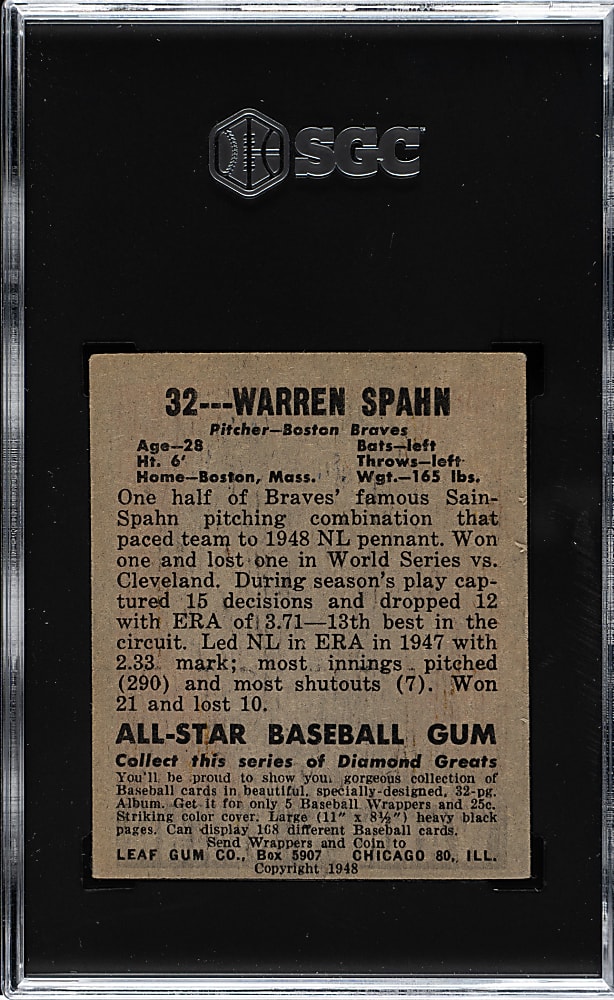 SGC
32---WARREN SPAHN
Pitcher—Boston Braves
Age—28 Bats—left
Ht. 6' Throws—left
Home—Boston, Mass. Wgt.—165 lbs.
One half of Braves' famous Sain-
Spahn pitching combination that
paced team to 1948 NL pennant. Won
one and lost one in World Series vs.
Cleveland. During season's play cap-
tured 15 decisions and dropped 12
with ERA of 3.71—13th best in the
circuit. Led NL in ERA in 1947 with
2.33 mark; most innings pitched
(290) and most shutouts (7). Won
21 and lost 10.
ALL-STAR BASEBALL GUM
Collect this series of Diamond Greats
You'll be proud to show you. gorgeous collection of
Baseball cards in beautiful, specially-designed, 32-pg.
Album. Get it for only 5 Baseball Wrappers and 25c.
Striking color cover. Large (11" x 8½") heavy black
pages. Can display 168 different Baseball cards.
Send Wrappers and Coin to
LEAF GUM CO., Box 5907 CHICAGO 80, ILL.
Copyright 1948